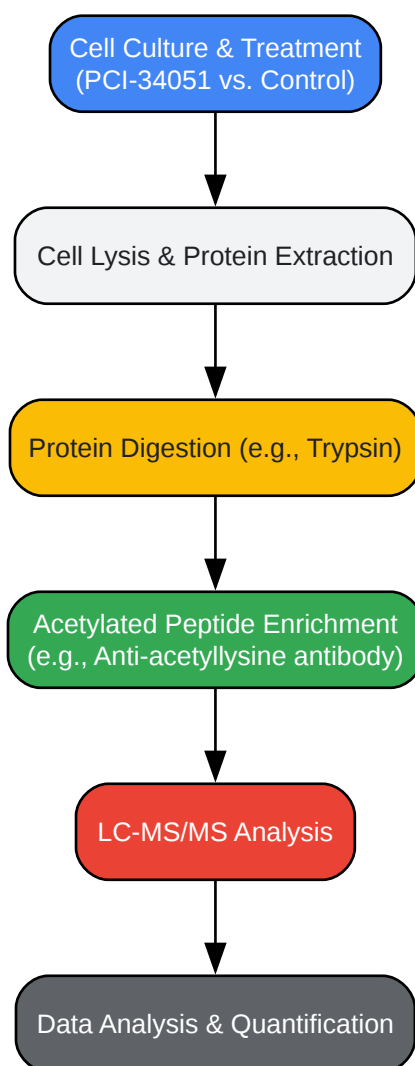 Cell Culture & Treatment
(PCI-34051 vs. Control)
Cell Lysis & Protein Extraction
Protein Digestion (e.g., Trypsin)
Acetylated Peptide Enrichment
(e.g., Anti-acetyllysine antibody)
LC-MS/MS Analysis
Data Analysis & Quantification